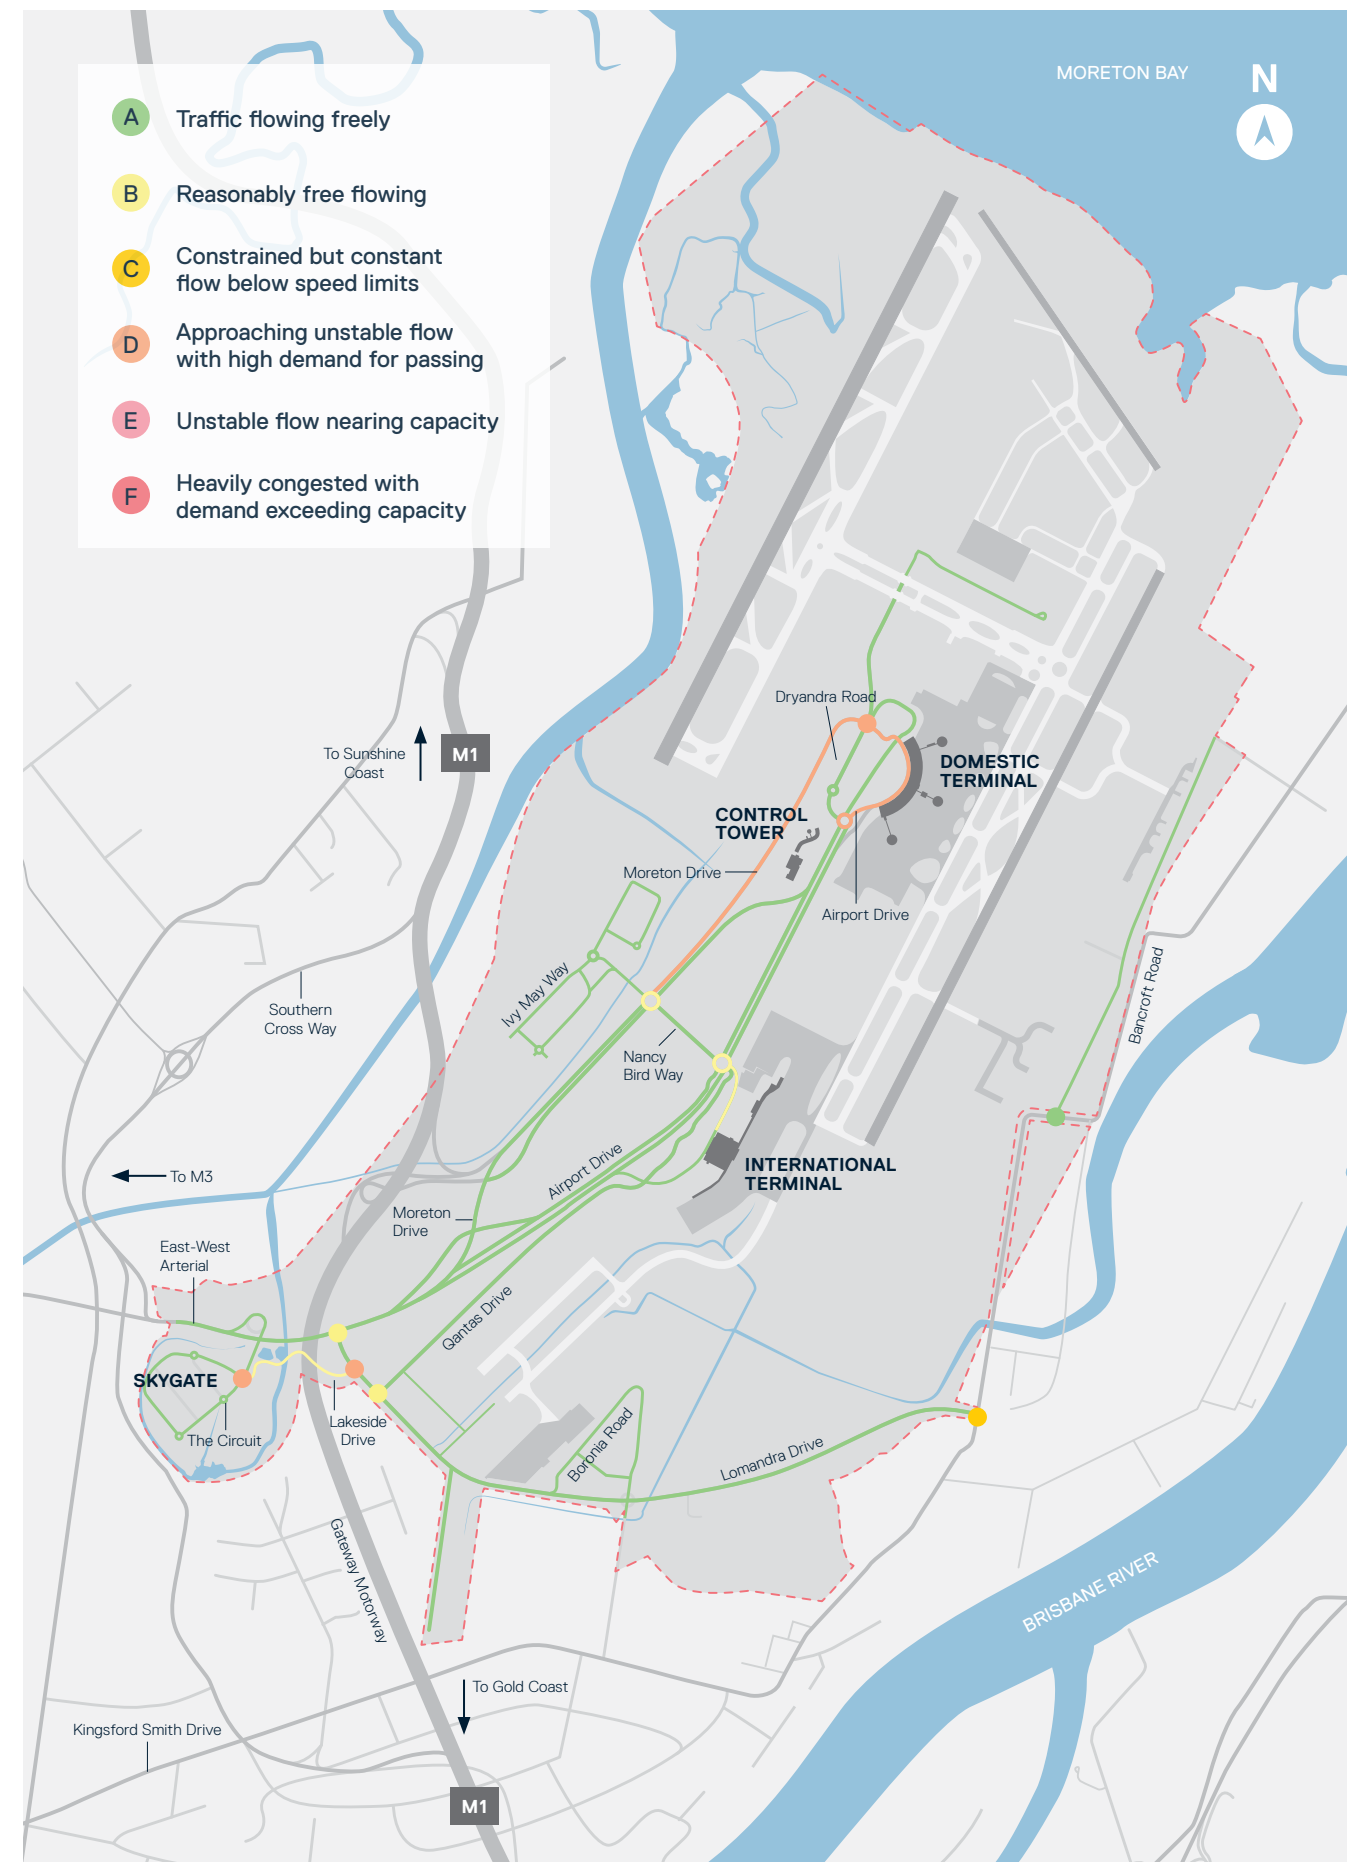 MORETON BAY
N
A Traffic flowing freely
B Reasonably free flowing
C Constrained but constant
flow below speed limits
D Approaching unstable flow
with high demand for passing
E Unstable flow nearing capacity
F Heavily congested with
demand exceeding capacity
Dryandra Road
To Sunshine
Coast
M1
DOMESTIC
TERMINAL
CONTROL
TOWER
Moreton Drive
Airport Drive
Ivy May Way
Southern
Cross Way
Bancroft Road
Nancy
Bird Way
Airport Drive
INTERNATIONAL
TERMINAL
To M3
Moreton
Drive
East-West
Arterial
Qantas Drive
SKYGATE
Lakeside
Drive
The Circuit
Boronia Road
Lomandra Drive
Gateway Motorway
BRISBANE RIVER
To Gold Coast
Kingsford Smith Drive
M1